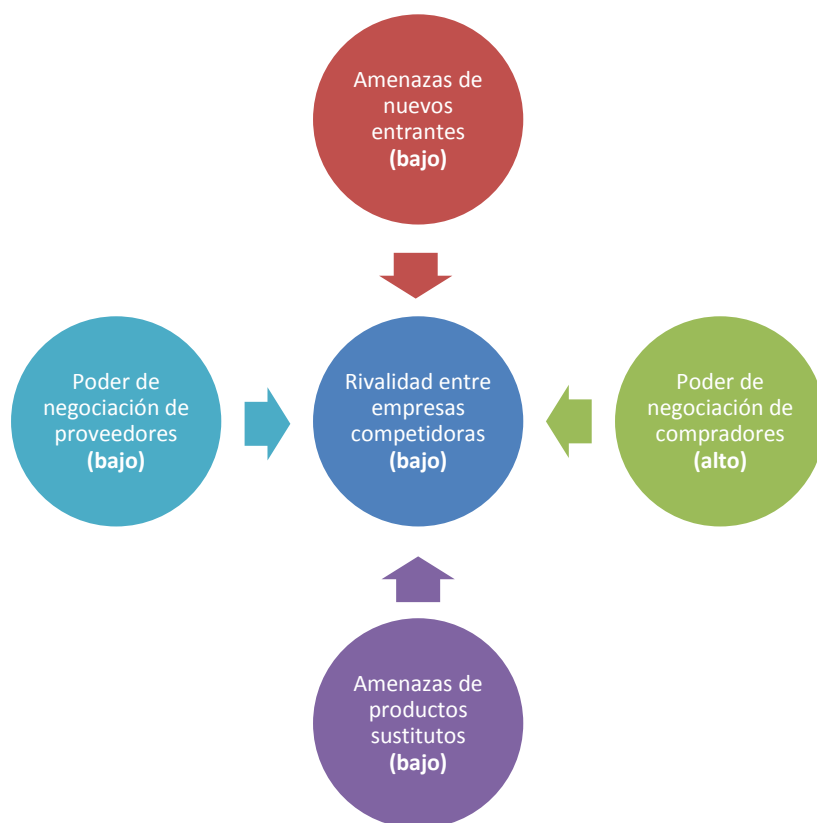 Amenazas de
nuevos
entrantes
(bajo)
Poder de
negociación de
proveedores
(bajo)
Rivalidad entre
empresas
competidoras
(bajo)
Poder de
negociación de
compradores
(alto)
Amenazas de
productos
sustitutos
(bajo)